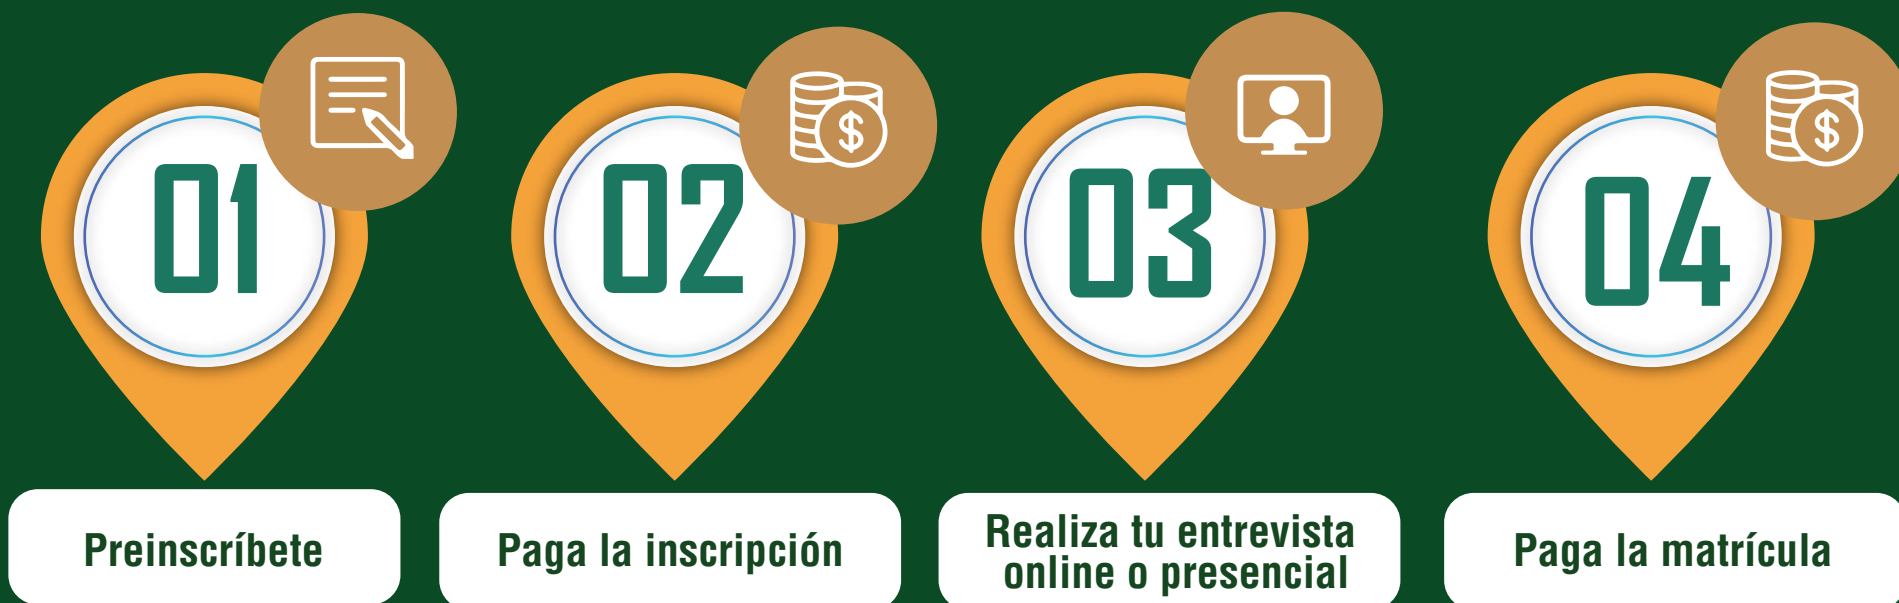 01
02
03
04
Preinscríbete
Paga la inscripción
Realiza tu entrevista
online o presencial
Paga la matrícula